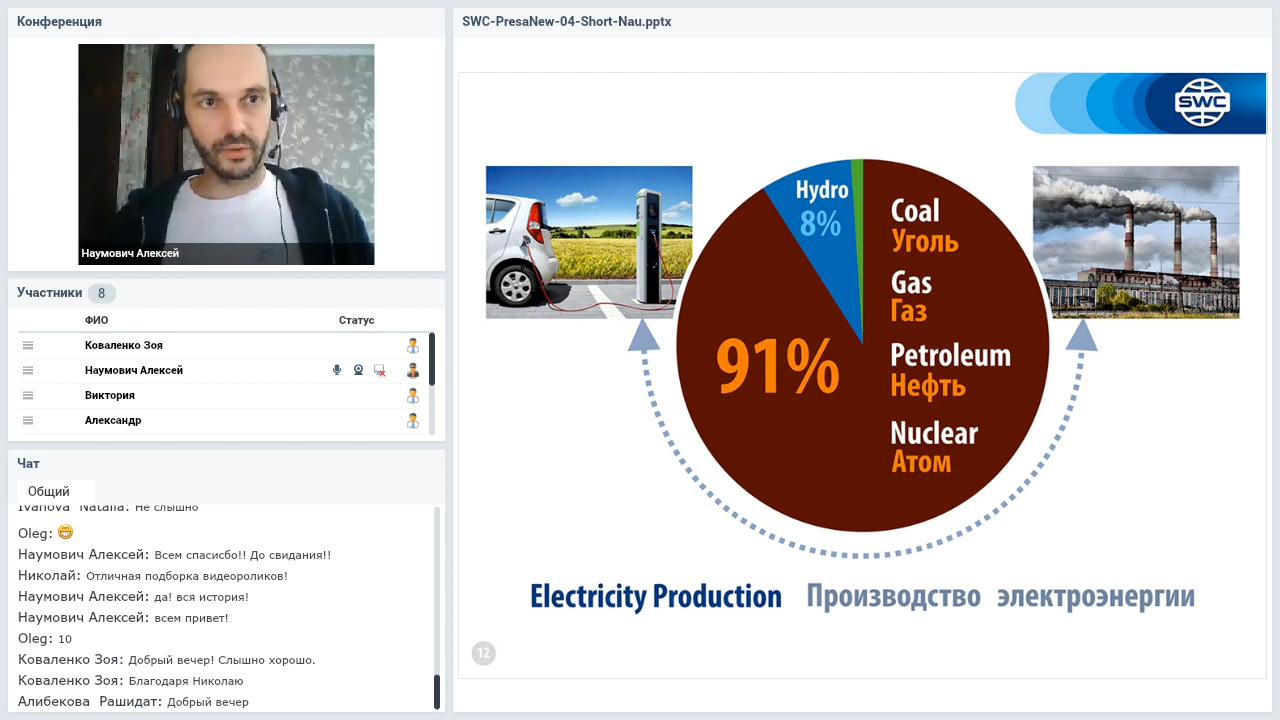 Конференция
Наумович Алексей
Участники 8
ФИО Статус
Коваленко Зоя
Наумович Алексей
Виктория
Александр
Чат
Общий
Ivanova Natalia: Не слышно
Oleg:
Наумович Алексей: Всем спасисбо!! До свидания!!
Николай: Отличная подборка видеороликов!
Наумович Алексей: да! вся история!
Наумович Алексей: всем привет!
Oleg: 10
Коваленко Зоя: Добрый вечер! Слышно хорошо.
Коваленко Зоя: Благодаря Николаю
Алибекова Рашидат: Добрый вечер
SWC-PresaNew-04-Short-Nau.pptx
SWC
Hydro
8%
91%
Coal
Уголь
Gas
Газ
Petroleum
Нефть
Nuclear
Атом
Electricity Production Производство электроэнергии
12